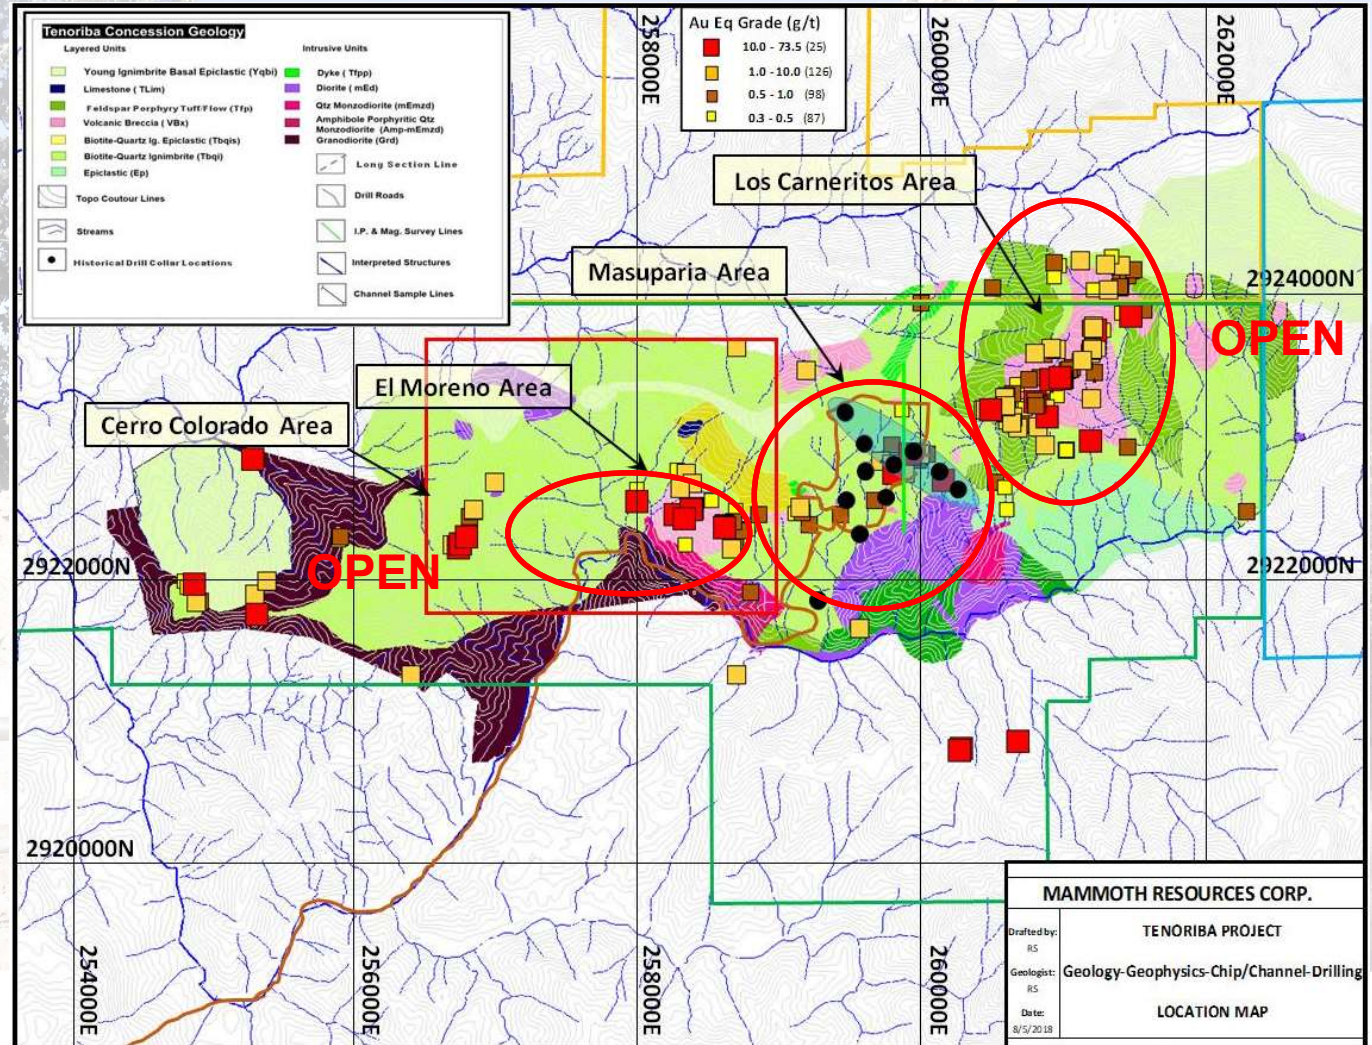 Tenoriba Concession Geology
Layered Units
Young Ignimbrite Basal Epiclastic (Yqbi)
Limestone ( TLim)
Feldspar Porphyry Tuff/Flow (Tfp)
Volcanic Breccia ( VBx)
Biotite-Quartz Ig. Epiclastic (Tbqis)
Biotite-Quartz Ignimbrite (Tbqi)
Epiclastic (Ep)
Topo Coutour Lines
Streams
Historical Drill Collar Locations
Intrusive Units
Dyke ( Tfpp)
Diorite ( mEd)
Qtz Monzodiorite (mEmzd)
Amphibole Porphyritic Qtz
Monzodiorite (Amp-mEmzd)
Granodiorite (Grd)
Long Section Line
Drill Roads
I.P. & Mag. Survey Lines
Interpreted Structures
Channel Sample Lines
Au Eq Grade (g/t)
10.0 - 73.5 (25)
1.0 - 10.0 (126)
0.5 - 1.0 (98)
0.3 - 0.5 (87)
258000E
260000E
262000E
Los Carneritos Area
Masuparia Area
2924000N
OPEN
El Moreno Area
Cerro Colorado Area
OPEN
2922000N
2922000N
2920000N
254000E
256000E
258000E
260000E
MAMMOTH RESOURCES CORP.
Drafted by:
RS
TENORIBA PROJECT
Geologist:
RS
Geology-Geophysics-Chip/Channel-Drilling
Date:
8/5/2018
LOCATION MAP